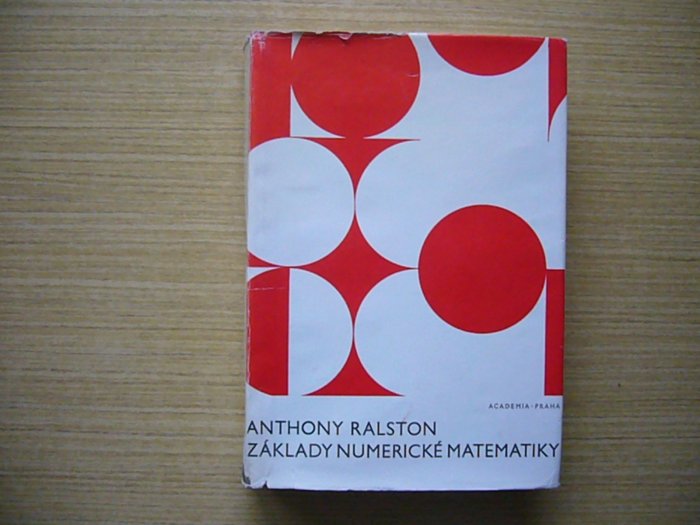 ACADEMIA · PRAHA
ANTHONY RALSTON
ZÁKLADY NUMERICKÉ MATEMATIKY